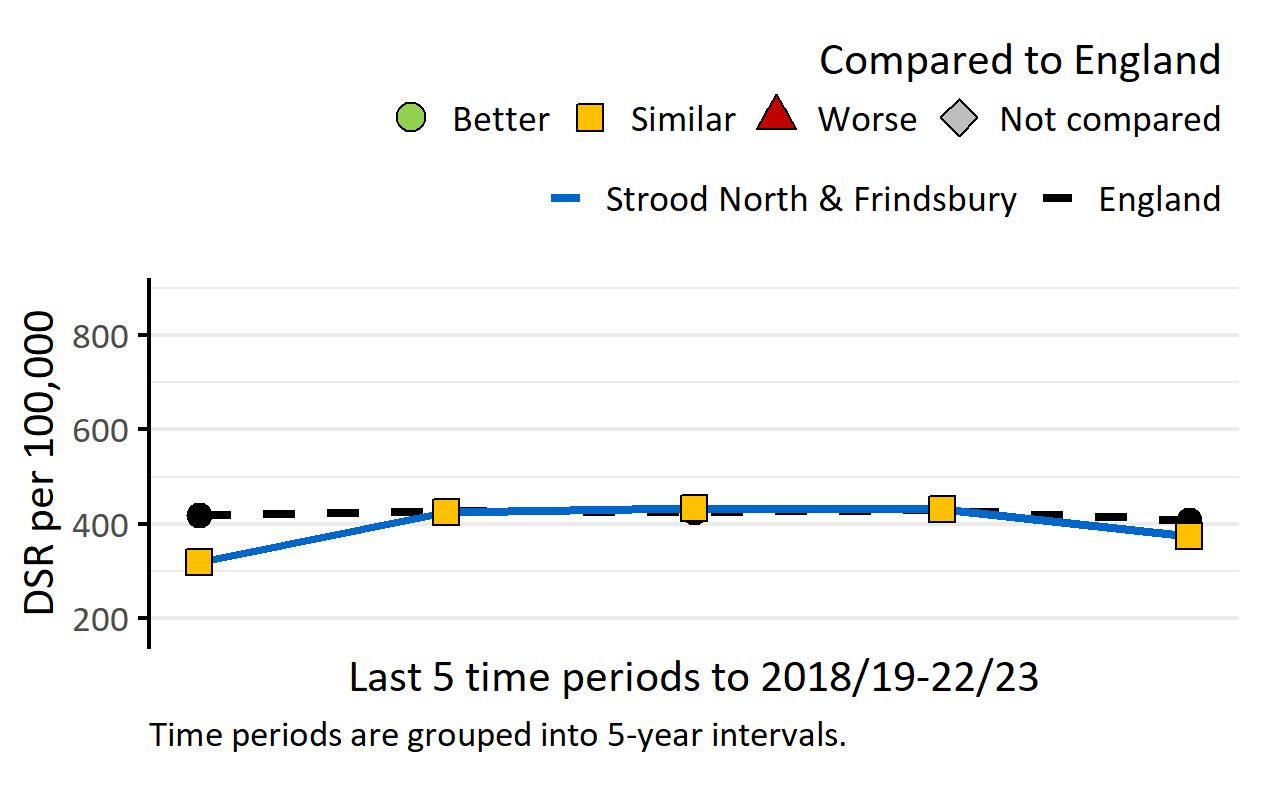 Compared to England
Better Similar Worse Not compared
Strood North & Frindsbury England
DSR per 100,000
800
600
400
200
Last 5 time periods to 2018/19-22/23
Time periods are grouped into 5-year intervals.